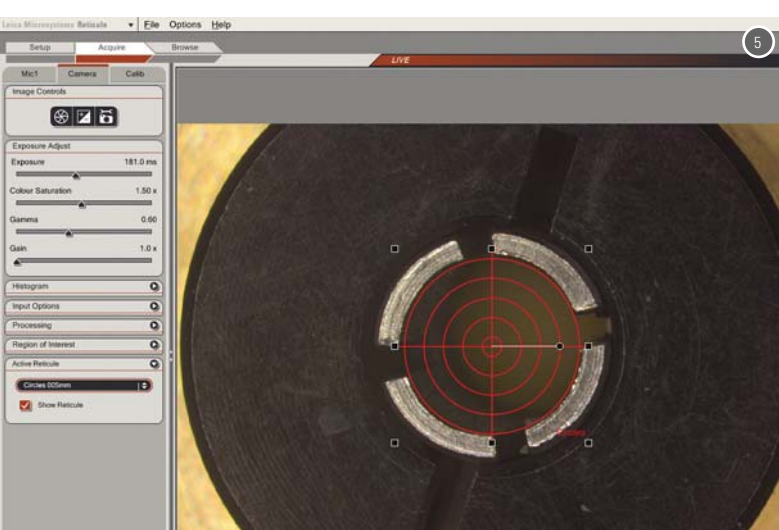 Leica Microsystems Reticule File Options Help
Setup Acquire Browse
5
LIVE
Mic1 Camera Calib
Image Controls
Exposure Adjust
Exposure 181.0 ms
Colour Saturation 1.50 x
Gamma 0.60
Gain 1.0 x
Histogram
Input Options
Processing
Region of Interest
Active Reticule
Circles 005mm
Show Reticule